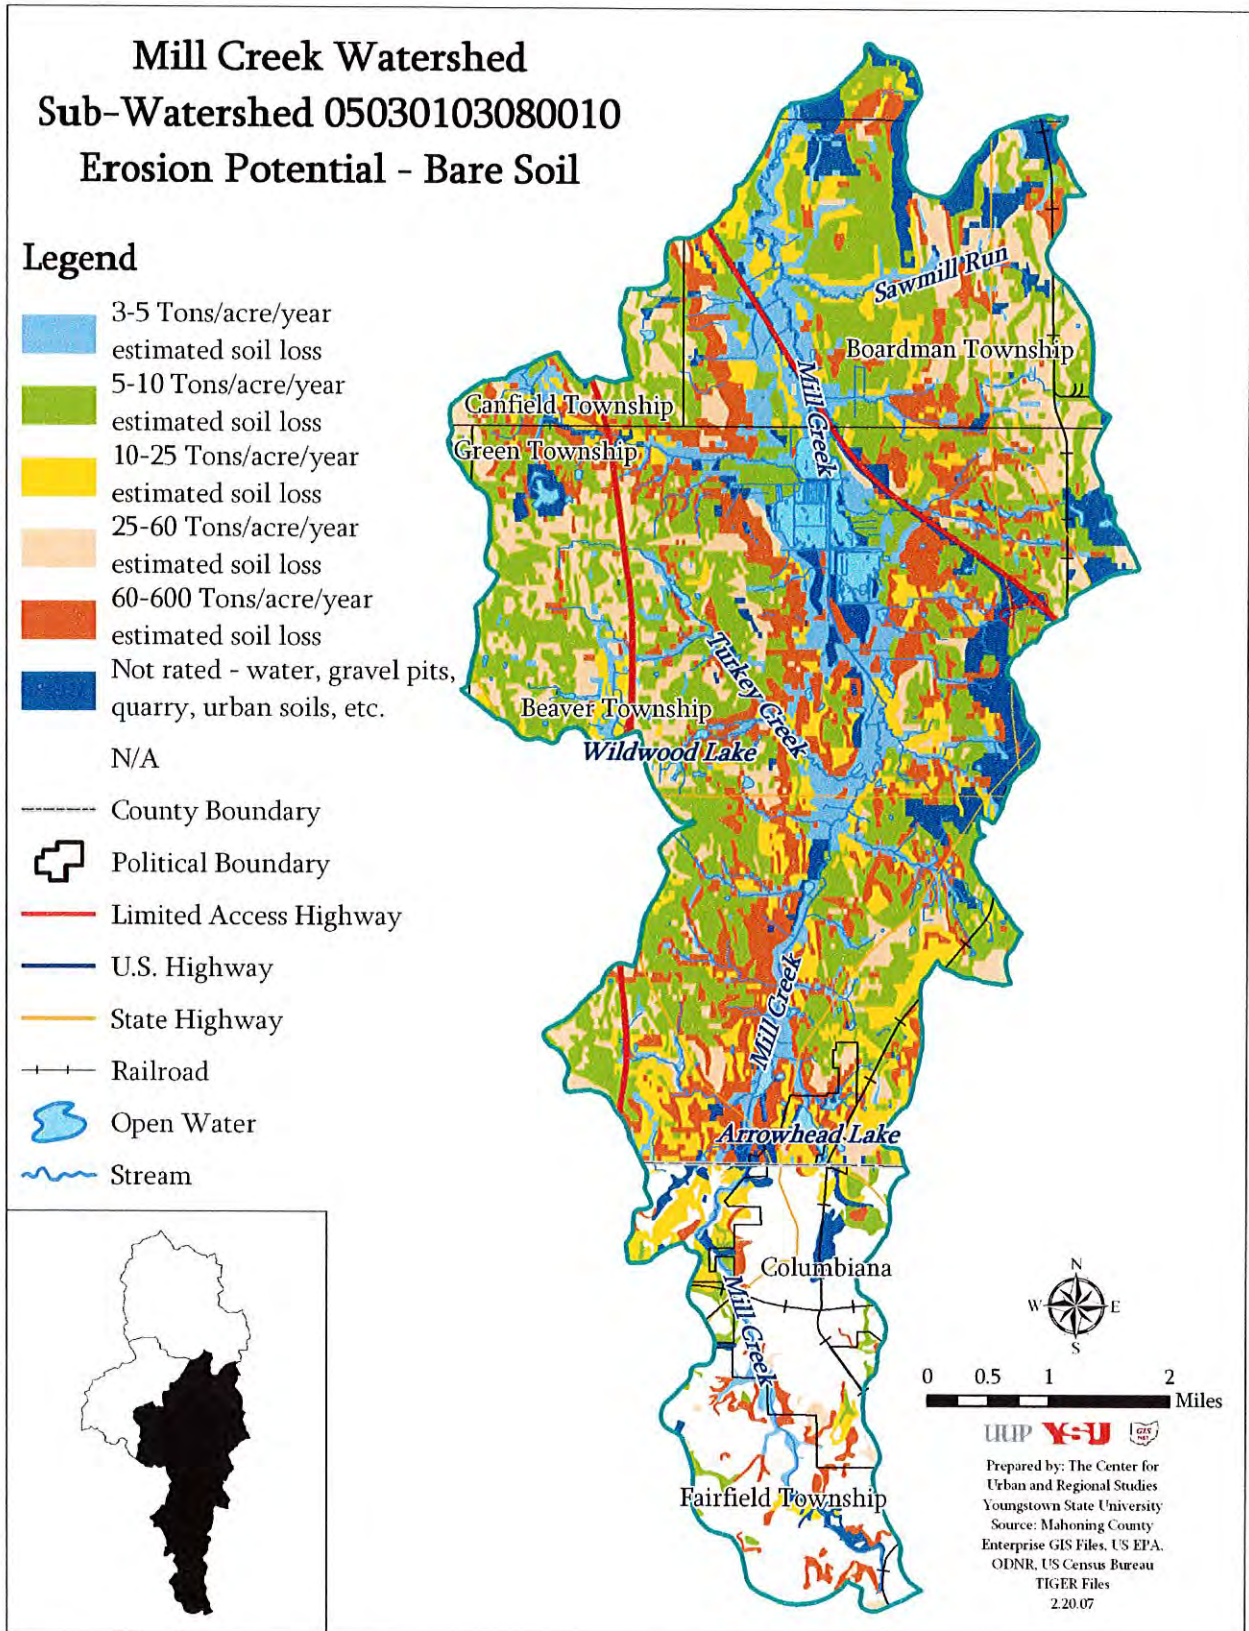 Mill Creek Watershed
Sub-Watershed 05030103080010
Erosion Potential - Bare Soil
Legend
3-5 Tons/acre/year
estimated soil loss
5-10 Tons/acre/year
estimated soil loss
10-25 Tons/acre/year
estimated soil loss
25-60 Tons/acre/year
estimated soil loss
60-600 Tons/acre/year
estimated soil loss
Not rated - water, gravel pits,
quarry, urban soils, etc.
N/A
County Boundary
Political Boundary
Limited Access Highway
U.S. Highway
State Highway
Railroad
Open Water
Stream
Sawmill Run
Boardman Township
Mill Creek
Canfield Township
Green Township
Turkey Creek
Beaver Township
Wildwood Lake
Mill Creek
Arrowhead Lake
Columbiana
Mill Creek
Fairfield Township
N
W E
S
0 0.5 1 2
Miles
UUP YSU GIS NET
Prepared by: The Center for
Urban and Regional Studies
Youngstown State University
Source: Mahoning County
Enterprise GIS Files, US EPA,
ODNR, US Census Bureau
TIGER Files
2.20.07